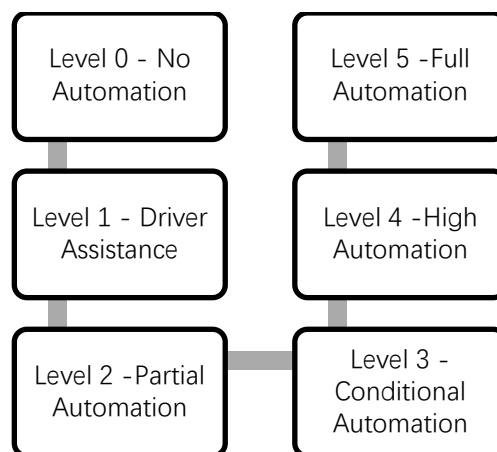 Level 0 - No
Automation
Level 1 - Driver
Assistance
Level 2 -Partial
Automation
Level 3 -
Conditional
Automation
Level 4 -High
Automation
Level 5 -Full
Automation